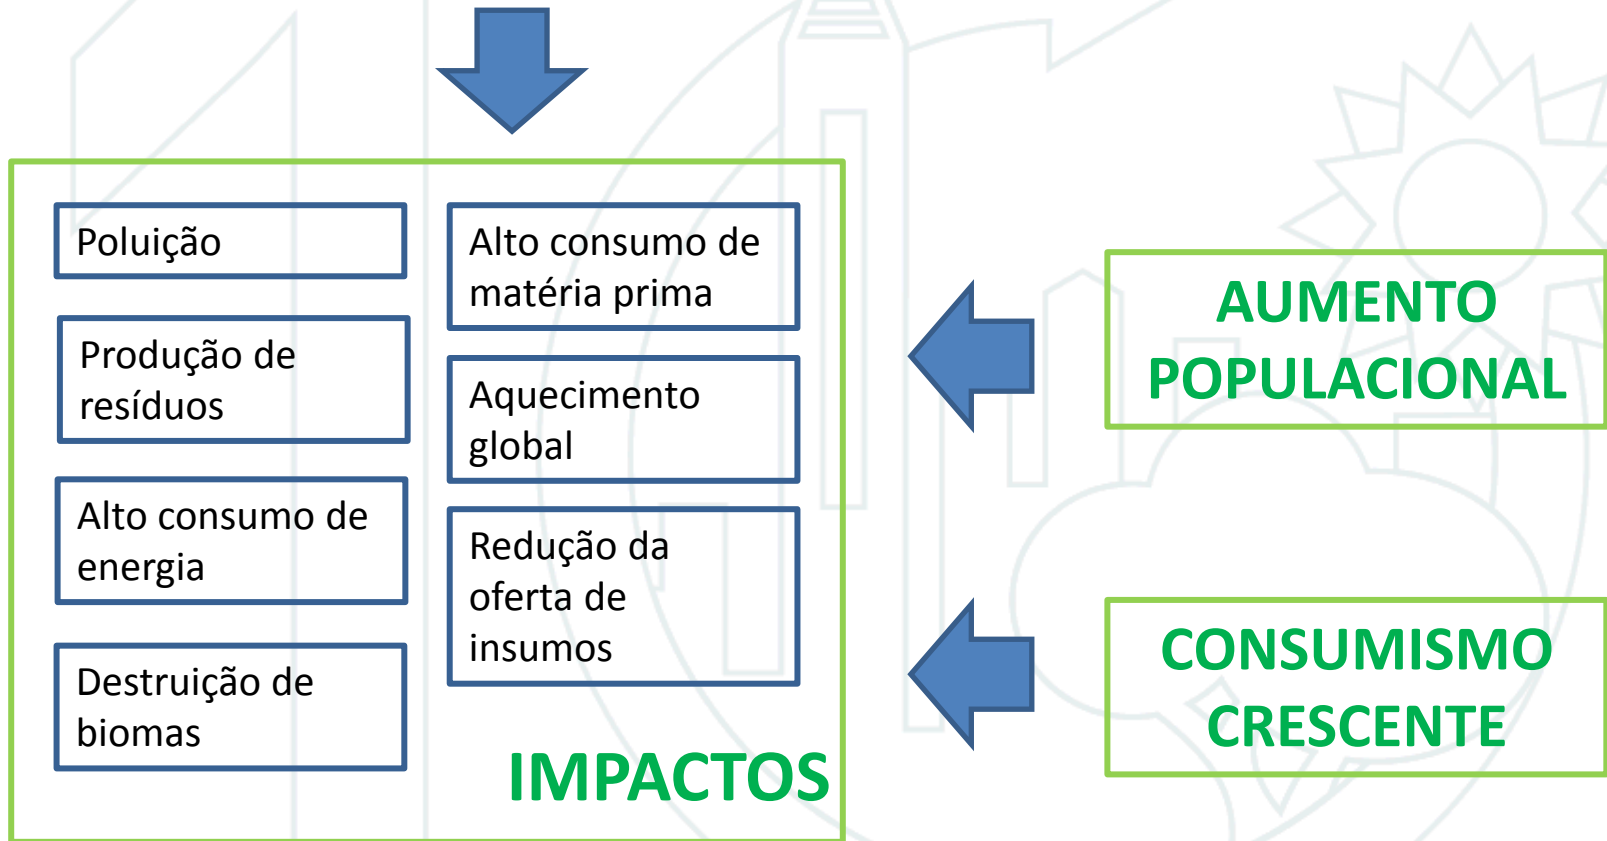 Poluição
Produção de
resíduos
Alto consumo de
energia
Destruição de
biomas
Alto consumo de
matéria prima
Aquecimento
global
Redução da
oferta de
insumos
IMPACTOS
AUMENTO
POPULACIONAL
CONSUMISMO
CRESCENTE